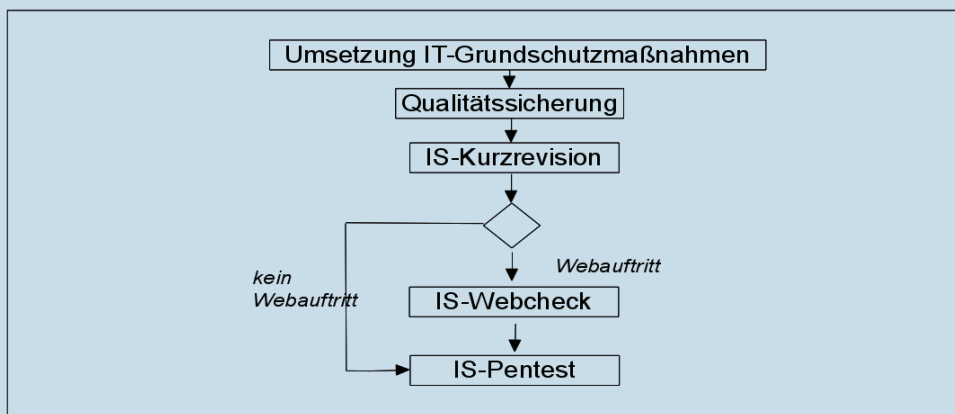 Umsetzung IT-Grundschutzmaßnahmen
Qualitätssicherung
IS-Kurzrevision
kein
Webauftritt
Webauftritt
IS-Webcheck
IS-Pentest